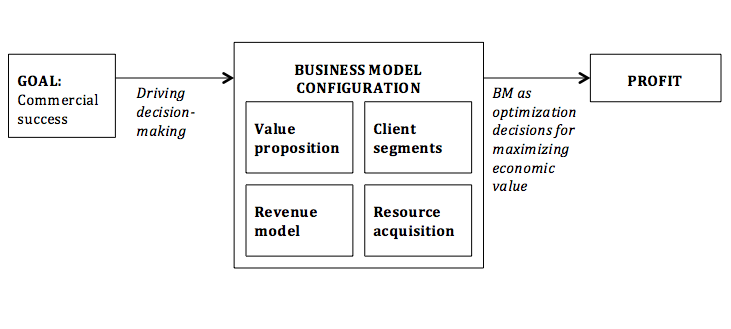 GOAL:
Commercial
success
Driving
decision-
making
BUSINESS MODEL
CONFIGURATION
Value
proposition
Client
segments
Revenue
model
Resource
acquisition
BM as
optimization
decisions for
maximizing
economic
value
PROFIT